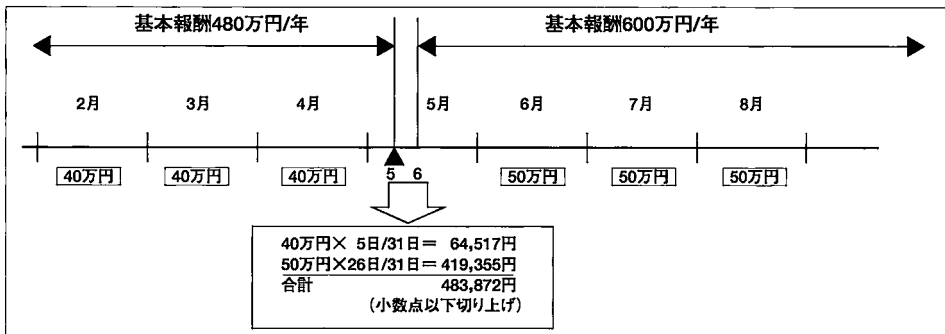 基本報酬480万円/年 基本報酬600万円/年
2月 3月 4月 5月 6月 7月 8月
40万円 40万円 40万円 5 6 50万円 50万円 50万円
40万円× 5日/31日= 64,517円
50万円×26日/31日=419,355円
合計 483,872円
(小数点以下切り上げ)